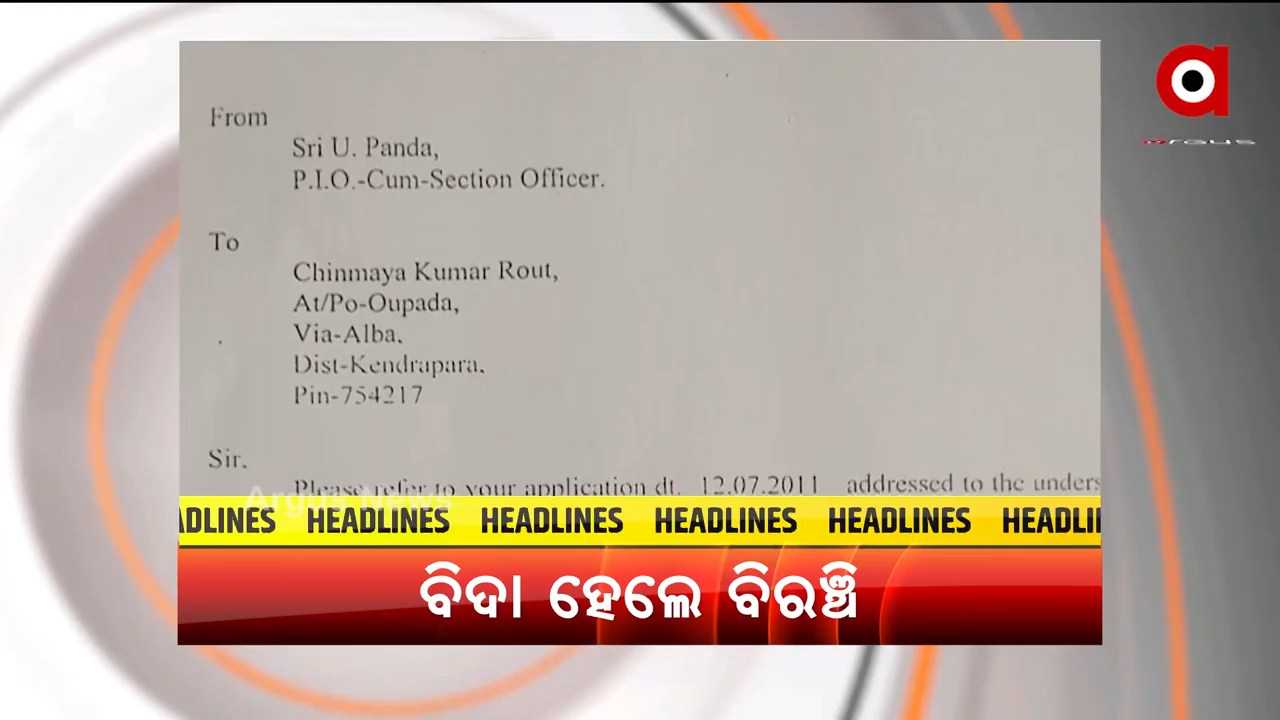 argus
From
Sri U. Panda,
P.I.O.-Cum-Section Officer.
To
Chinmaya Kumar Rout,
At/Po-Oupada,
Via-Alba,
Dist-Kendrapara,
Pin-754217
Sir,
Please refer to your application dt. 12.07.2011 addressed to the unders
Argus News
ADLINES HEADLINES HEADLINES HEADLINES HEADLINES HEADLI
ବିଦା ହେଲେ ବିରଞ୍ଚି